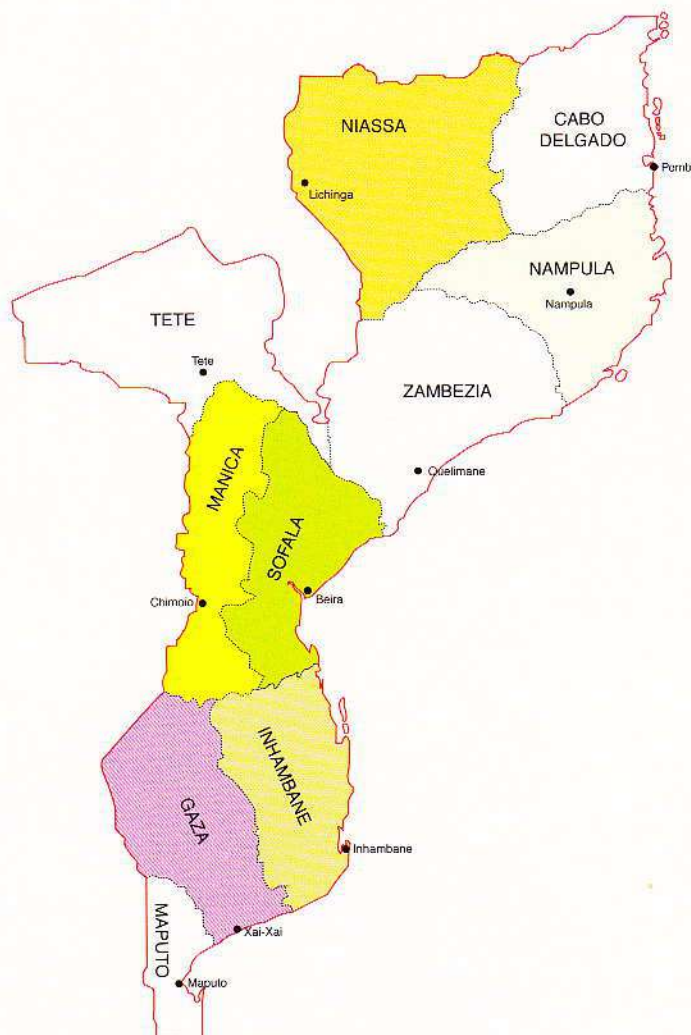 NIASSA
CABO
DELGADO
Lichinga
Pemb
NAMPULA
Nampula
TETE
Tete
ZAMBEZIA
MANICA
Quelimane
SOFALA
Chimoio
Beira
INHAMBANE
GAZA
Inhambane
MAPUTO
Xai-Xai
Maputo